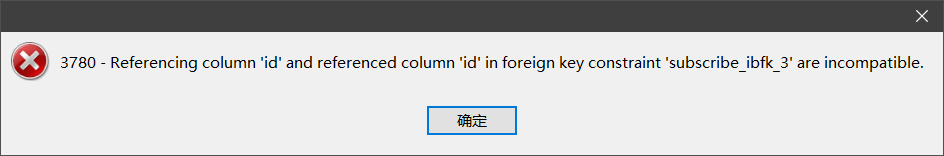 3780 - Referencing column 'id' and referenced column 'id' in foreign key constraint 'subscribe_ibfk_3' are incompatible.
确定